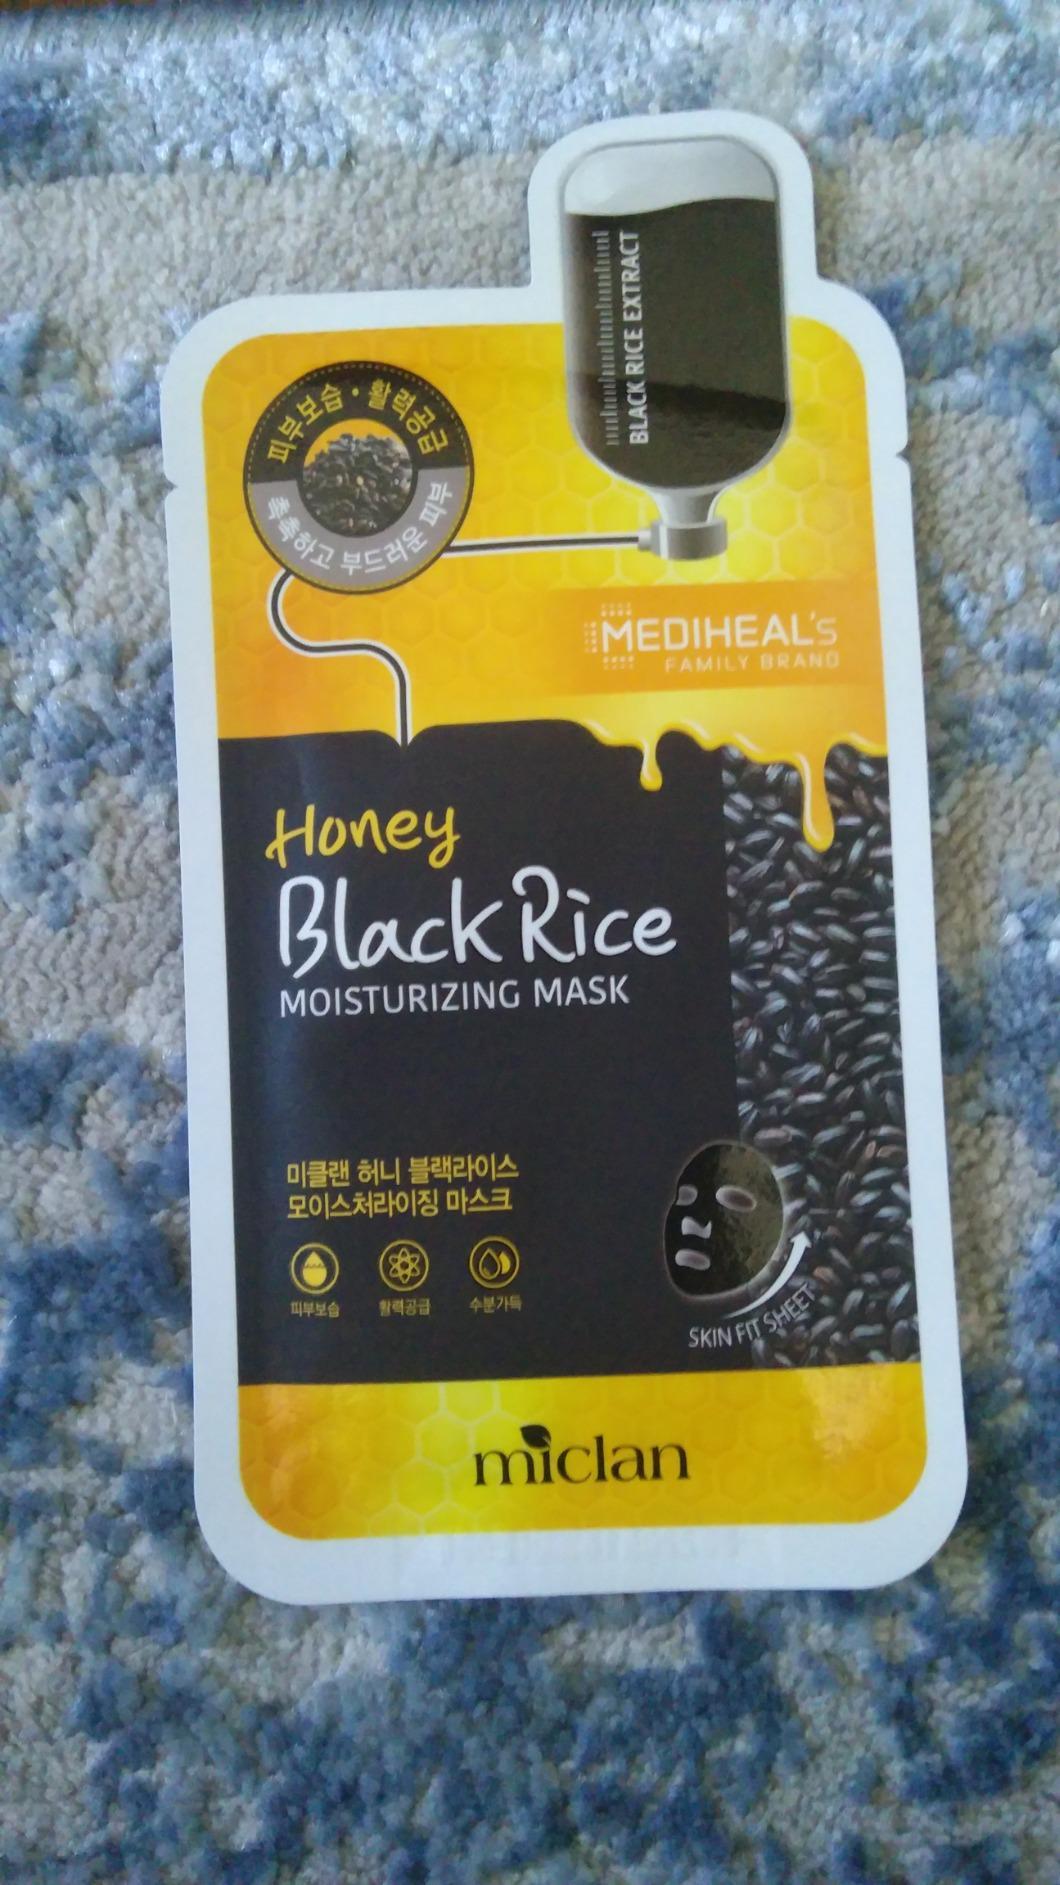 BLACK RICE EXTRACT
피부보습 · 활력공급
촉촉하고 부드러운 피부
MEDIHEAL's
FAMILY BRAND
Honey
Black Rice
MOISTURIZING MASK
미클랜 허니 블랙라이스
모이스처라이징 마스크
피부보습 활력공급 수분가득
SKIN FIT SHEET
miclan